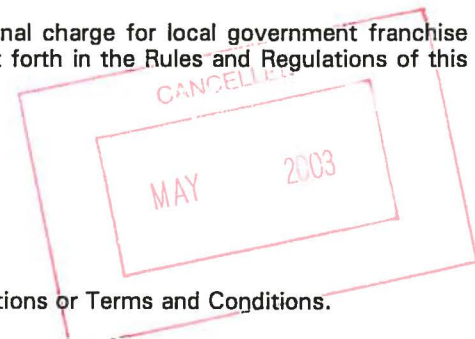 nal charge for local government franchise
forth in the Rules and Regulations of this
CANCELLED
MAY 2003
tions or Terms and Conditions.